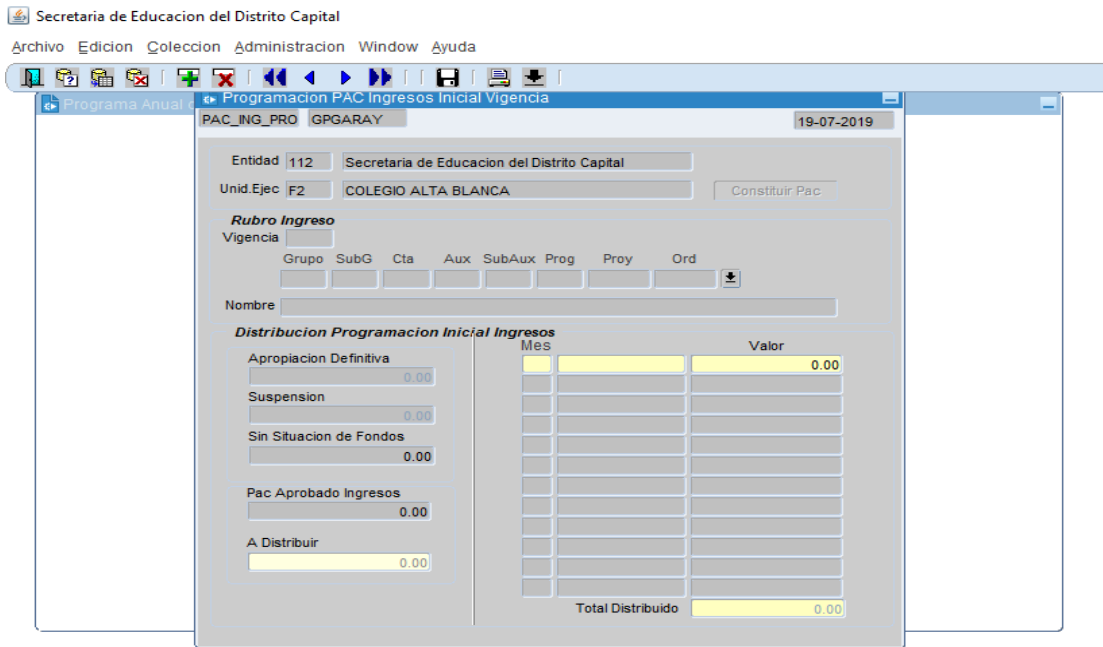 Secretaria de Educacion del Distrito Capital
Archivo Edicion Coleccion Administracion Window Ayuda
Programa Anual
Programacion PAC Ingresos Inicial Vigencia
PAC_ING_PRO GPGARAY 19-07-2019
Entidad 112 Secretaria de Educacion del Distrito Capital
Unid.Ejec F2 COLEGIO ALTA BLANCA Constituir Pac
Rubro Ingreso
Vigencia
Grupo SubG Cta Aux SubAux Prog Proy Ord
Nombre
Distribucion Programacion Inicial Ingresos
Mes Valor
Apropiacion Definitiva
0.00
0.00
Suspension
0.00
Sin Situacion de Fondos
0.00
Pac Aprobado Ingresos
0.00
A Distribuir
0.00
Total Distribuido 0.00